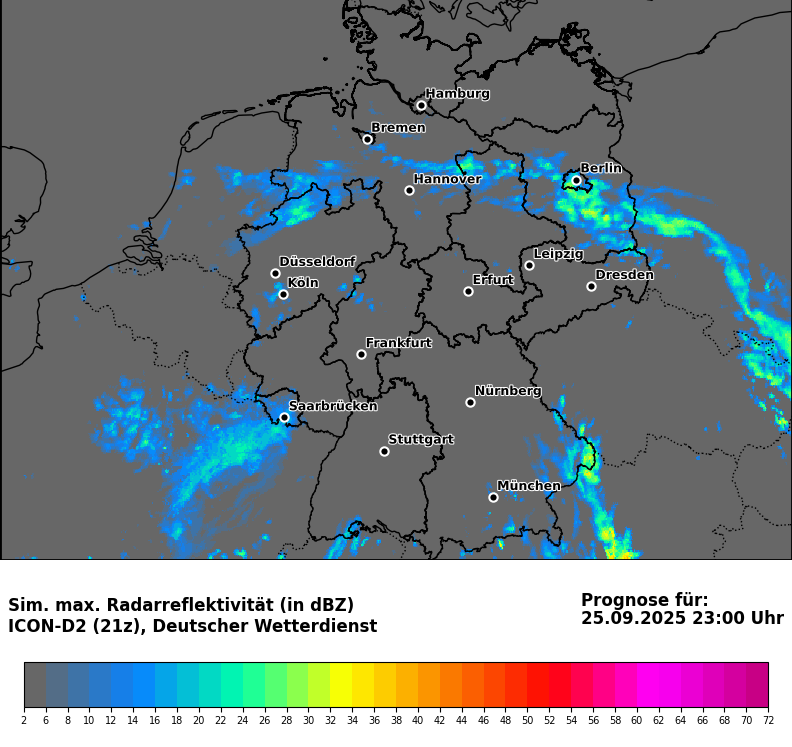 Hamburg
Bremen
Berlin
Hannover
Leipzig
Düsseldorf
Dresden
Köln
Erfurt
Frankfurt
Nürnberg
Saarbrücken
Stuttgart
München
Sim. max. Radarreflektivität (in dBZ)
ICON-D2 (21z), Deutscher Wetterdienst
Prognose für:
25.09.2025 23:00 Uhr
2 6 8 10 12 14 16 18 20 22 24 26 28 30 32 34 36 38 40 42 44 46 48 50 52 54 56 58 60 62 64 66 68 70 72